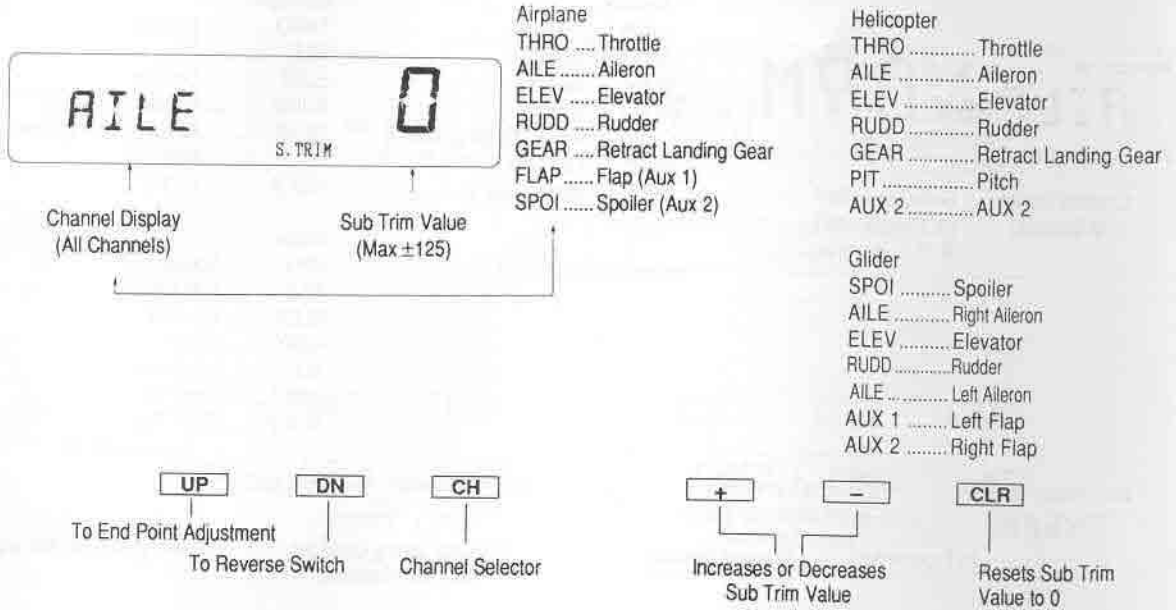 AILE 0
S.TRIM
Channel Display
(All Channels)
Sub Trim Value
(Max ±125)
Airplane
THRO .... Throttle
AILE ....... Aileron
ELEV ..... Elevator
RUDD .... Rudder
GEAR .... Retract Landing Gear
FLAP ...... Flap (Aux 1)
SPOI ...... Spoiler (Aux 2)
Helicopter
THRO ............. Throttle
AILE ............... Aileron
ELEV ............. Elevator
RUDD ............ Rudder
GEAR ............. Retract Landing Gear
PIT ................. Pitch
AUX 2 ............ AUX 2
Glider
SPOI .......... Spoiler
AILE ........... Right Aileron
ELEV .......... Elevator
RUDD ............ Rudder
AILE ... ......... Left Aileron
AUX 1 ........ Left Flap
AUX 2 ........ Right Flap
UP DN CH + − CLR
To End Point Adjustment
To Reverse Switch
Channel Selector
Increases or Decreases
Sub Trim Value
Resets Sub Trim
Value to 0